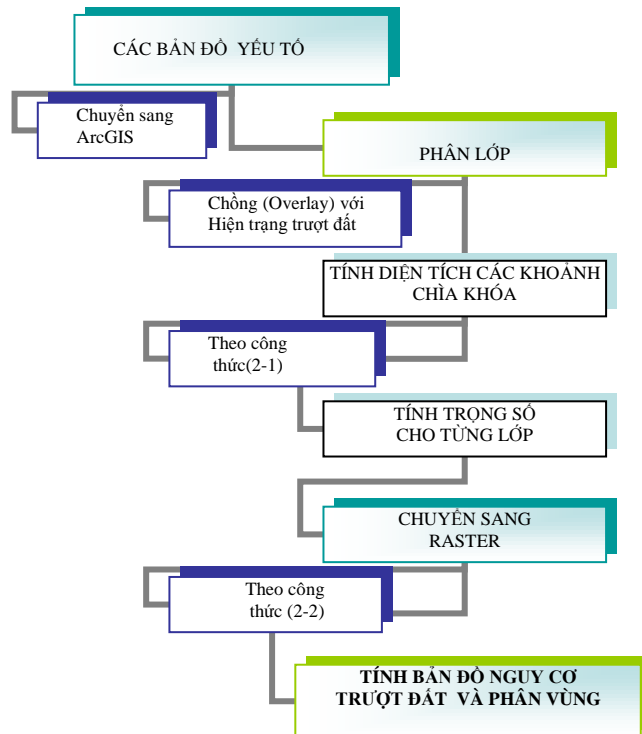 CÁC BẢN ĐỒ YẾU TỐ
Chuyển sang
ArcGIS
PHÂN LỚP
Chồng (Overlay) với
Hiện trạng trượt đất
TÍNH DIỆN TÍCH CÁC KHOẢNH
CHÌA KHÓA
Theo công
thức(2-1)
TÍNH TRỌNG SỐ
CHO TỪNG LỚP
CHUYỂN SANG
RASTER
Theo công
thức (2-2)
TÍNH BẢN ĐỒ NGUY CƠ
TRƯỢT ĐẤT VÀ PHÂN VÙNG